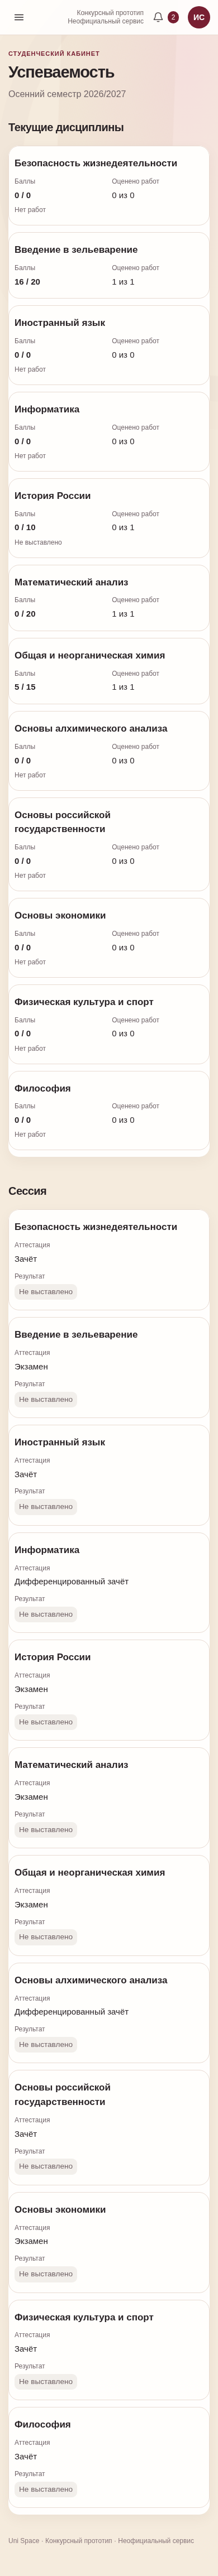 Конкурсный прототип
Неофициальный сервис
2
ИС
СТУДЕНЧЕСКИЙ КАБИНЕТ
Успеваемость
Осенний семестр 2026/2027
Текущие дисциплины
Безопасность жизнедеятельности
Баллы Оценено работ
0 / 0 0 из 0
Нет работ
Введение в зельеварение
Баллы Оценено работ
16 / 20 1 из 1
Иностранный язык
Баллы Оценено работ
0 / 0 0 из 0
Нет работ
Информатика
Баллы Оценено работ
0 / 0 0 из 0
Нет работ
История России
Баллы Оценено работ
0 / 10 0 из 1
Не выставлено
Математический анализ
Баллы Оценено работ
0 / 20 1 из 1
Общая и неорганическая химия
Баллы Оценено работ
5 / 15 1 из 1
Основы алхимического анализа
Баллы Оценено работ
0 / 0 0 из 0
Нет работ
Основы российской
государственности
Баллы Оценено работ
0 / 0 0 из 0
Нет работ
Основы экономики
Баллы Оценено работ
0 / 0 0 из 0
Нет работ
Физическая культура и спорт
Баллы Оценено работ
0 / 0 0 из 0
Нет работ
Философия
Баллы Оценено работ
0 / 0 0 из 0
Нет работ
Сессия
Безопасность жизнедеятельности
Аттестация
Зачёт
Результат
Не выставлено
Введение в зельеварение
Аттестация
Экзамен
Результат
Не выставлено
Иностранный язык
Аттестация
Зачёт
Результат
Не выставлено
Информатика
Аттестация
Дифференцированный зачёт
Результат
Не выставлено
История России
Аттестация
Экзамен
Результат
Не выставлено
Математический анализ
Аттестация
Экзамен
Результат
Не выставлено
Общая и неорганическая химия
Аттестация
Экзамен
Результат
Не выставлено
Основы алхимического анализа
Аттестация
Дифференцированный зачёт
Результат
Не выставлено
Основы российской
государственности
Аттестация
Зачёт
Результат
Не выставлено
Основы экономики
Аттестация
Экзамен
Результат
Не выставлено
Физическая культура и спорт
Аттестация
Зачёт
Результат
Не выставлено
Философия
Аттестация
Зачёт
Результат
Не выставлено
Uni Space · Конкурсный прототип · Неофициальный сервис